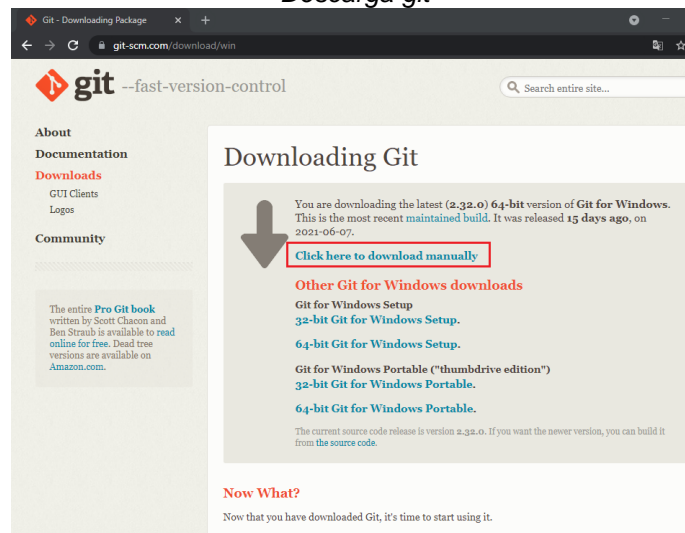 Descarga git
Git - Downloading Package
git-scm.com/download/win
git --fast-version-control
Search entire site...
About
Documentation
Downloads
GUI Clients
Logos
Community
The entire Pro Git book
written by Scott Chacon and
Ben Straub is available to read
online for free. Dead tree
versions are available on
Amazon.com.
Downloading Git
You are downloading the latest (2.32.0) 64-bit version of Git for Windows.
This is the most recent maintained build. It was released 15 days ago, on
2021-06-07.
Click here to download manually
Other Git for Windows downloads
Git for Windows Setup
32-bit Git for Windows Setup.
64-bit Git for Windows Setup.
Git for Windows Portable ("thumbdrive edition")
32-bit Git for Windows Portable.
64-bit Git for Windows Portable.
The current source code release is version 2.32.0. If you want the newer version, you can build it
from the source code.
Now What?
Now that you have downloaded Git, it's time to start using it.